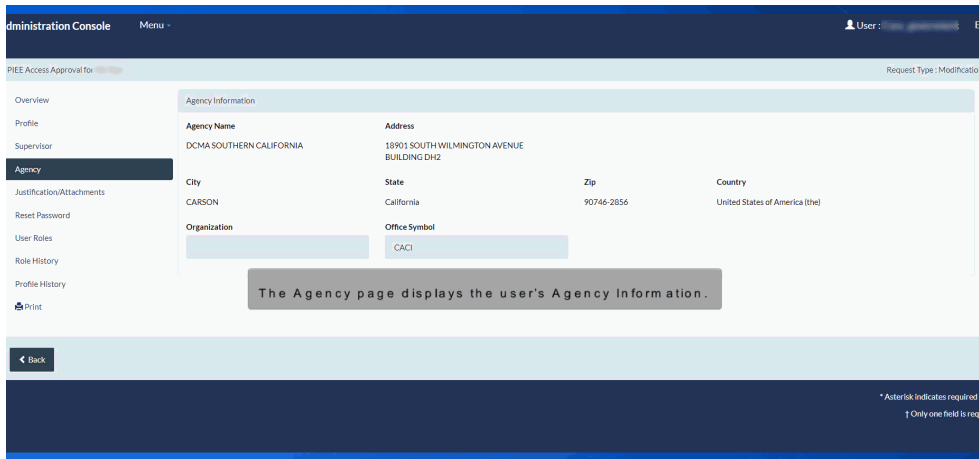 dministration Console Menu User :
PIEE Access Approval for Request Type : Modificatio
Overview
Profile
Supervisor
Agency
Justification/Attachments
Reset Password
User Roles
Role History
Profile History
Print
Agency Information
Agency Name Address
DCMA SOUTHERN CALIFORNIA 18901 SOUTH WILMINGTON AVENUE
BUILDING DH2
City State Zip Country
CARSON California 90746-2856 United States of America (the)
Organization Office Symbol
CACI
The Agency page displays the user's Agency Information.
Back
* Asterisk indicates required
† Only one field is req